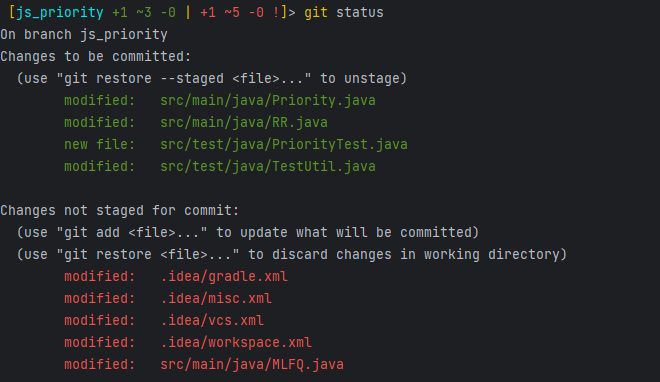 [js_priority +1 ~3 -0 | +1 ~5 -0 !]> git status
On branch js_priority
Changes to be committed:
  (use "git restore --staged <file>..." to unstage)
        modified:   src/main/java/Priority.java
        modified:   src/main/java/RR.java
        new file:   src/test/java/PriorityTest.java
        modified:   src/test/java/TestUtil.java

Changes not staged for commit:
  (use "git add <file>..." to update what will be committed)
  (use "git restore <file>..." to discard changes in working directory)
        modified:   .idea/gradle.xml
        modified:   .idea/misc.xml
        modified:   .idea/vcs.xml
        modified:   .idea/workspace.xml
        modified:   src/main/java/MLFQ.java